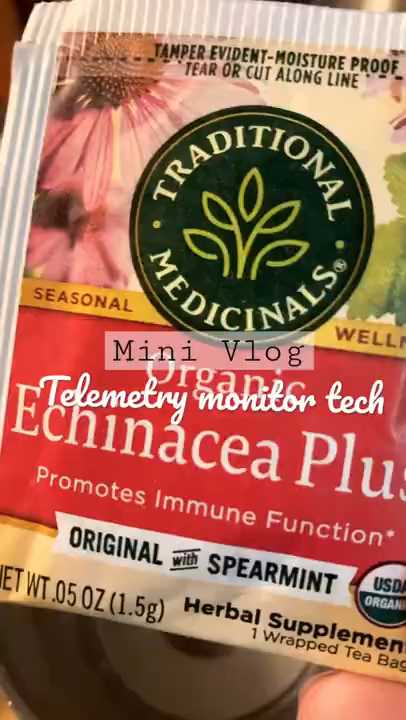 TAMPER EVIDENT-MOISTURE PROOF
TEAR OR CUT ALONG LINE
TRADITIONAL
MEDICINALS®
SEASONAL
WELLN
Mini Vlog
Organic
Telemetry monitor tech
Echinacea Plus
Promotes Immune Function*
ORIGINAL with SPEARMINT
USDA
ORGANIC
NET WT .05 OZ (1.5g)
Herbal Supplement
1 Wrapped Tea Bag